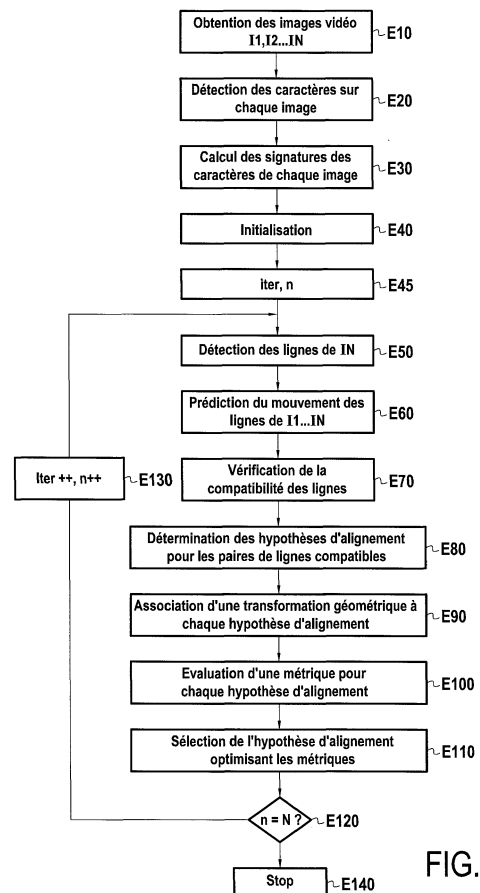 Obtention des images vidéo
I1,I2...IN
E10
Détection des caractères sur
chaque image
E20
Calcul des signatures des
caractères de chaque image
E30
Initialisation
E40
iter, n
E45
Détection des lignes de IN
E50
Prédiction du mouvement des
lignes de I1...IN
E60
Iter ++, n++
E130
Vérification de la
compatibilité des lignes
E70
Détermination des hypothèses d'alignement
pour les paires de lignes compatibles
E80
Association d'une transformation géométrique à
chaque hypothèse d'alignement
E90
Evaluation d'une métrique pour
chaque hypothèse d'alignement
E100
Sélection de l'hypothèse d'alignement
optimisant les métriques
E110
n = N ?
E120
Stop
E140
FIG.